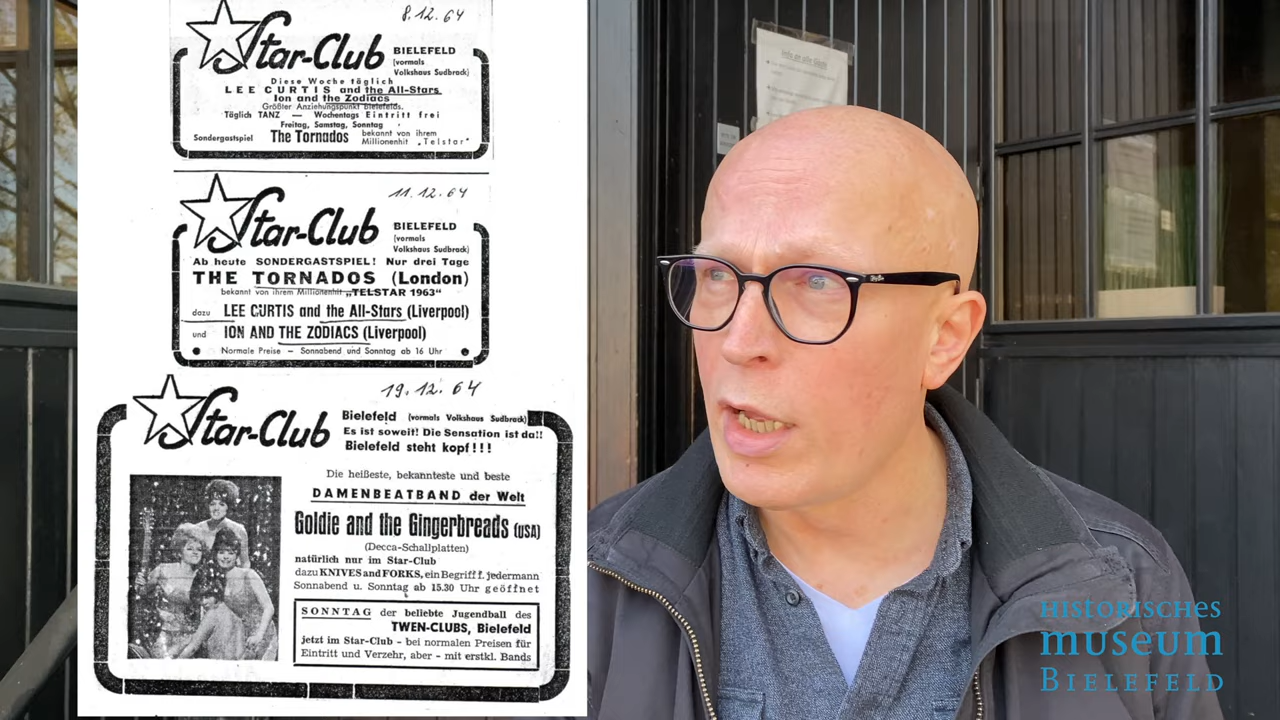 8.12.64
Star-Club BIELEFELD
(vormals
Volkshaus Sudbrack)
Diese Woche täglich
LEE CURTIS and the All-Stars
Ion and the Zodiacs
Größter Anziehungspunkt Bielefelds.
Täglich TANZ — Wochentags Eintritt frei
Freitag, Samstag, Sonntag
Sondergastspiel The Tornados bekannt von ihrem
Millionenhit „Telstar"
11.12.64
Star-Club BIELEFELD
(vormals
Volkshaus Sudbrack)
Ab heute SONDERGASTSPIEL! Nur drei Tage
THE TORNADOS (London)
bekannt von ihrem Millionenhit „TELSTAR 1963“
dazu LEE CURTIS and the All-Stars (Liverpool)
und ION AND THE ZODIACS (Liverpool)
Normale Preise — Sonnabend und Sonntag ab 16 Uhr
19.12.64
Star-Club Bielefeld (vormals Volkshaus Sudbrack)
Es ist soweit! Die Sensation ist da!!
Bielefeld steht kopf!!!
Die heißeste, bekannteste und beste
DAMENBEATBAND der Welt
Goldie and the Gingerbreads (USA)
(Decca-Schallplatten)
natürlich nur im Star-Club
dazu KNIVES and FORKS, ein Begriff f. jedermann
Sonnabend u. Sonntag ab 15.30 Uhr geöffnet
SONNTAG der beliebte Jugendball des
TWEN-CLUBS, Bielefeld
jetzt im Star-Club – bei normalen Preisen für
Eintritt und Verzehr, aber – mit erstkl. Bands
Info an alle Gäste
Ray-Ban
HISTORISCHES
museum
BIELEFELD